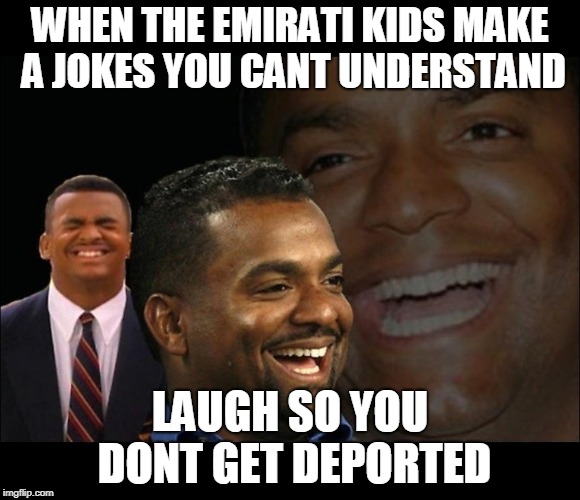 WHEN THE EMIRATI KIDS MAKE
A JOKES YOU CANT UNDERSTAND
LAUGH SO YOU
DONT GET DEPORTED
imgflip.com